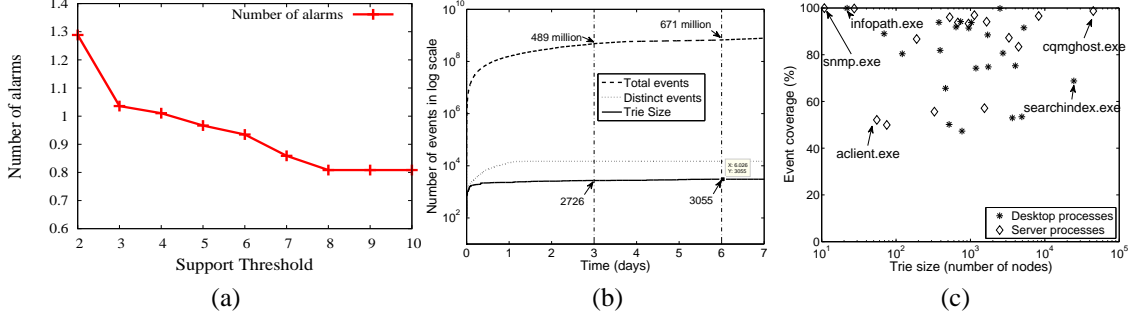 Number of alarms
Number of alarms
1.4
1.3
1.2
1.1
1
0.9
0.8
0.7
0.6
2 3 4 5 6 7 8 9 10
Support Threshold
(a)
Number of events in log scale
10^10
10^8
10^6
10^4
10^2
10^0
489 million
671 million
Total events
Distinct events
Trie Size
X: 6.026
Y: 3055
2726
3055
0 1 2 3 4 5 6 7
Time (days)
(b)
Event coverage (%)
100
80
60
40
20
0
infopath.exe
snmp.exe
cqmghost.exe
searchindex.exe
aclient.exe
Desktop processes
Server processes
10^1 10^2 10^3 10^4 10^5
Trie size (number of nodes)
(c)